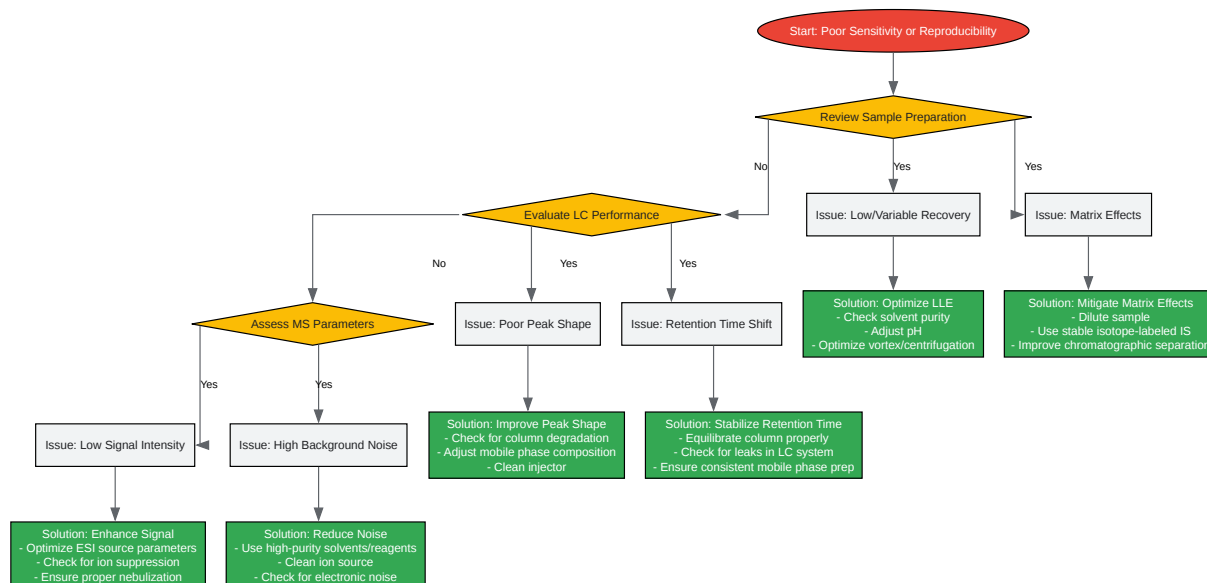 Start: Poor Sensitivity or Reproducibility
Review Sample Preparation
No
Yes
Yes
Evaluate LC Performance
Issue: Low/Variable Recovery
Issue: Matrix Effects
No
Yes
Yes
Solution: Optimize LLE
- Check solvent purity
- Adjust pH
- Optimize vortex/centrifugation
Solution: Mitigate Matrix Effects
- Dilute sample
- Use stable isotope-labeled IS
- Improve chromatographic separation
Assess MS Parameters
Issue: Poor Peak Shape
Issue: Retention Time Shift
Yes
Yes
Issue: Low Signal Intensity
Issue: High Background Noise
Solution: Improve Peak Shape
- Check for column degradation
- Adjust mobile phase composition
- Clean injector
Solution: Stabilize Retention Time
- Equilibrate column properly
- Check for leaks in LC system
- Ensure consistent mobile phase prep
Solution: Enhance Signal
- Optimize ESI source parameters
- Check for ion suppression
- Ensure proper nebulization
Solution: Reduce Noise
- Use high-purity solvents/reagents
- Clean ion source
- Check for electronic noise